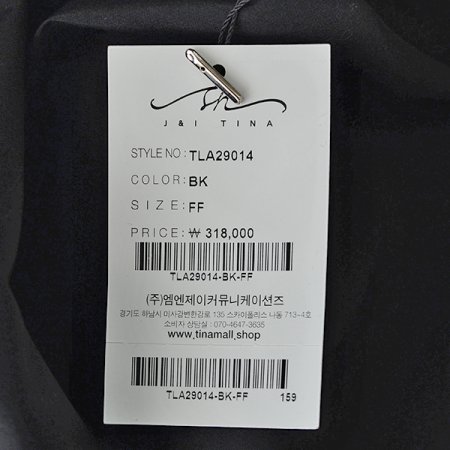 J & I TINA
STYLE NO : TLA29014
COLOR : BK
SIZE : FF
PRICE : ₩ 318,000
TLA29014-BK-FF
(주)엠엔제이커뮤니케이션즈
경기도 하남시 미사강변한강로 135 스카이폴리스 나동 713-4호
소비자 상담실 : 070-4647-3635
www.tinamall.shop
TLA29014-BK-FF 159